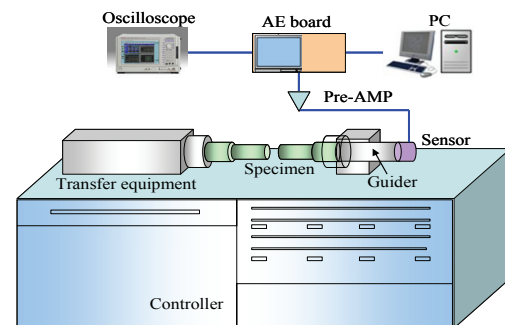 Oscilloscope
AE board
PC
Pre-AMP
Sensor
Specimen
Transfer equipment
Guider
Controller